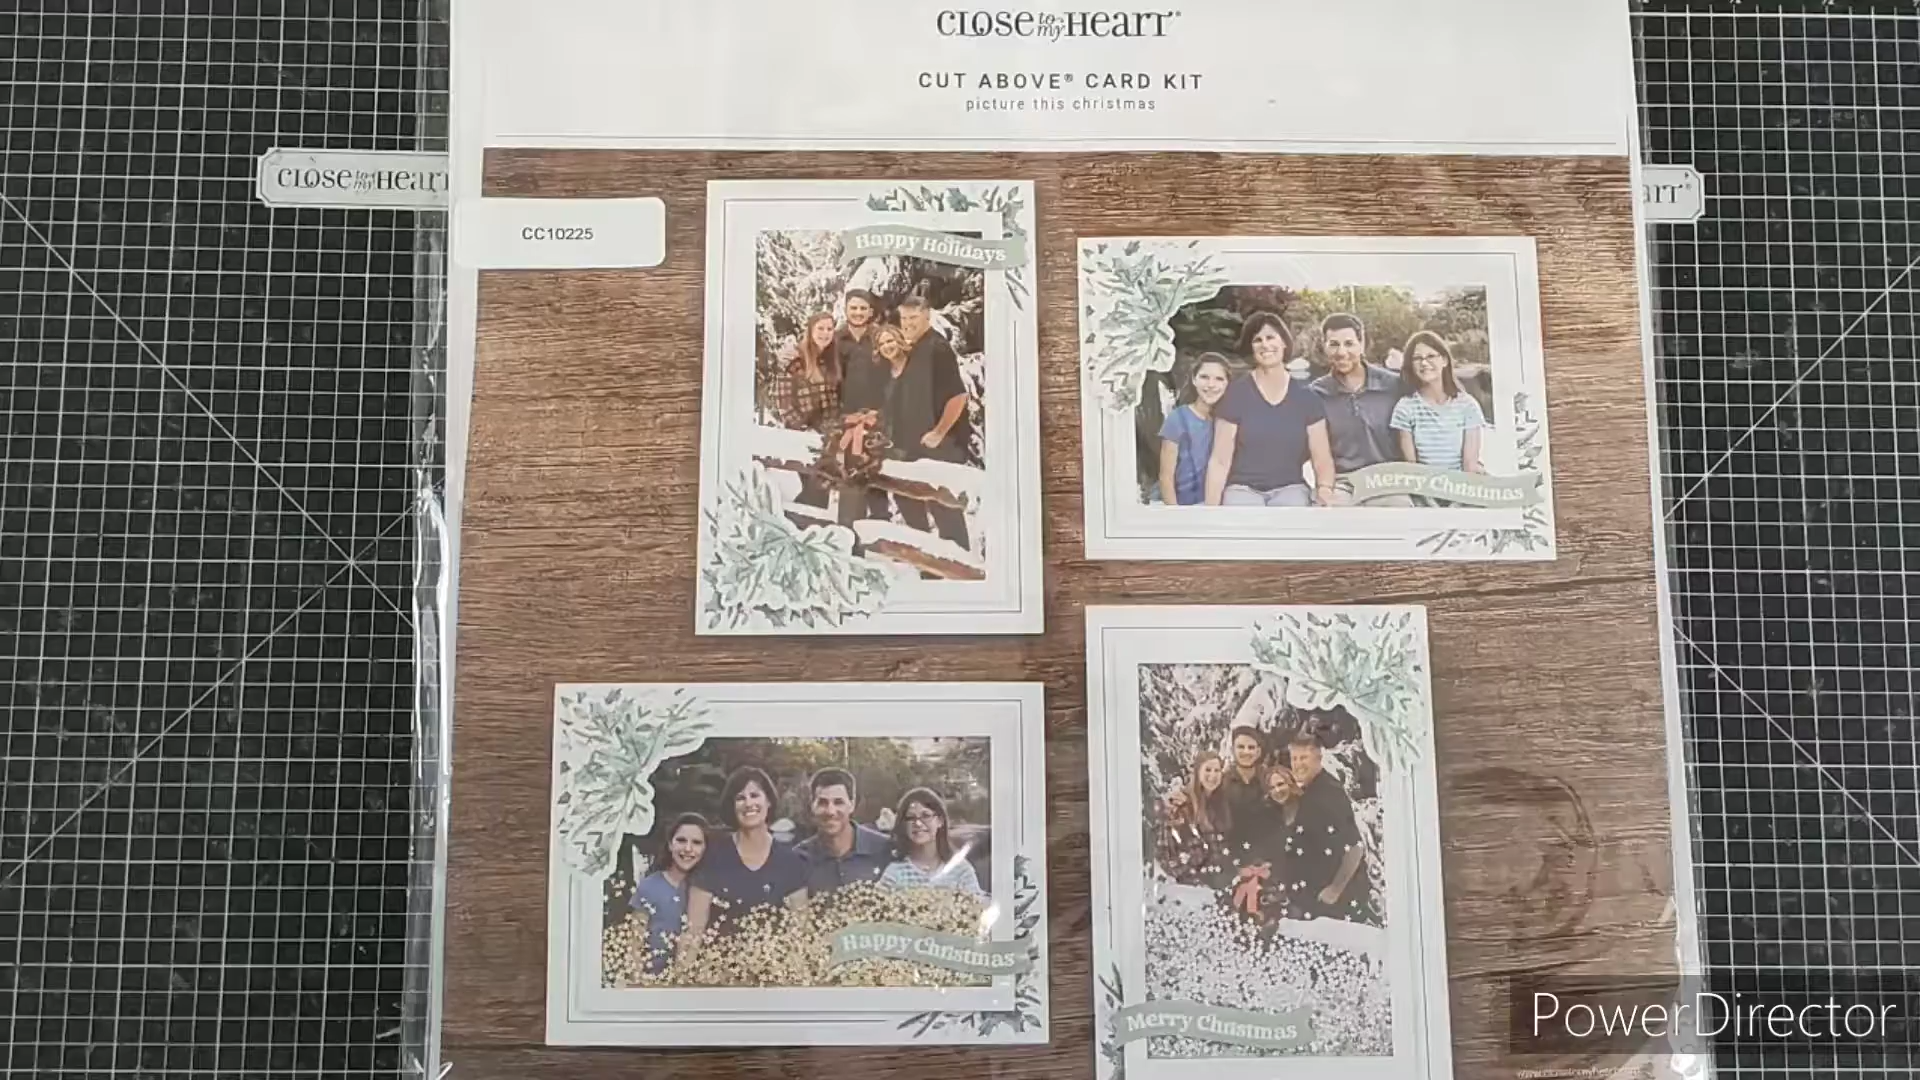 CLOSE to my HEART®
CUT ABOVE® CARD KIT
picture this christmas
CLOSE to my HEART
ART®
CC10225
Happy Holidays
Merry Christmas
Happy Christmas
Merry Christmas
PowerDirector